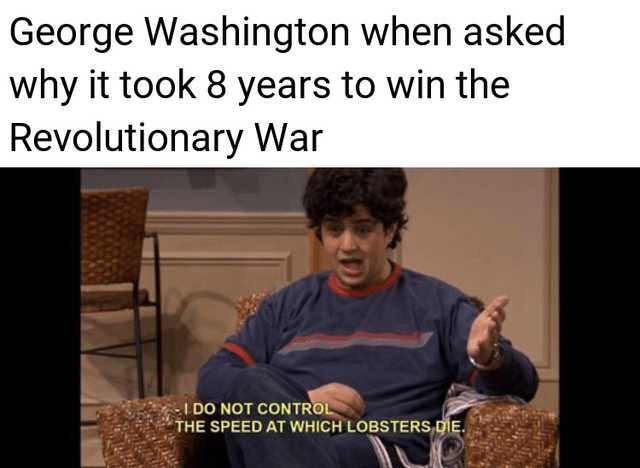 George Washington when asked
why it took 8 years to win the
Revolutionary War
- I DO NOT CONTROL
THE SPEED AT WHICH LOBSTERS DIE.